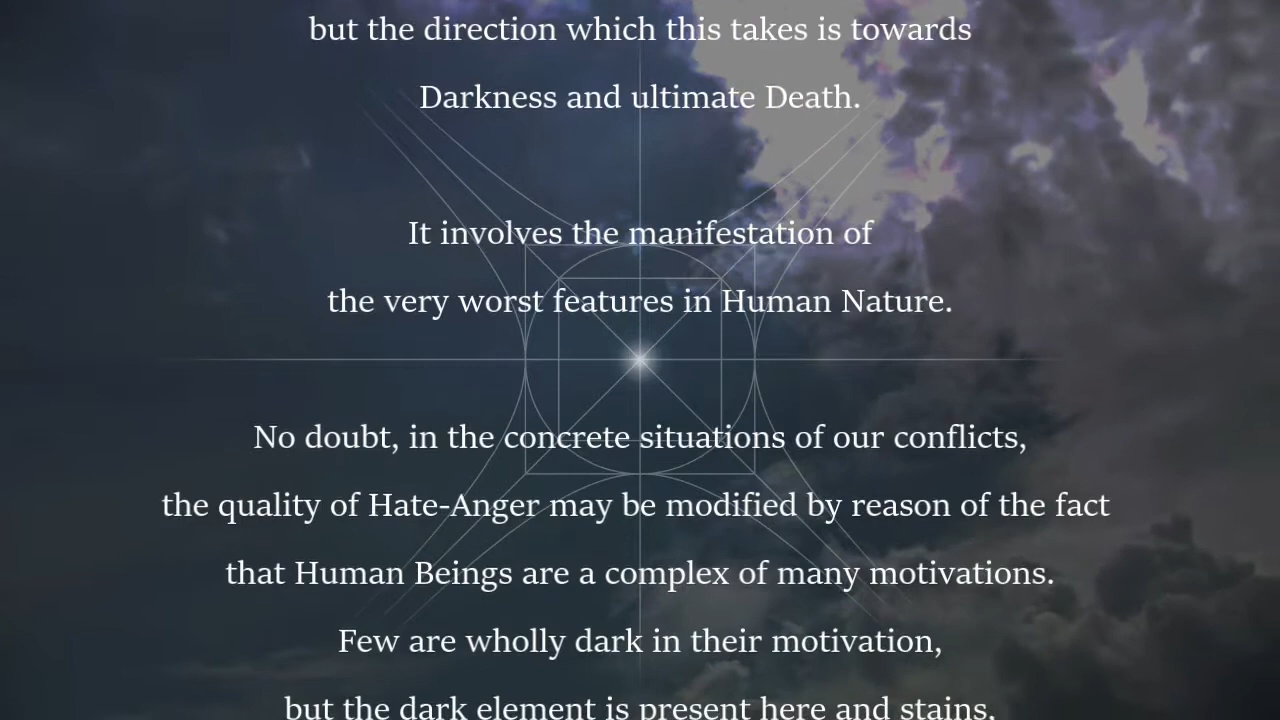 but the direction which this takes is towards
Darkness and ultimate Death.
It involves the manifestation of
the very worst features in Human Nature.
No doubt, in the concrete situations of our conflicts,
the quality of Hate-Anger may be modified by reason of the fact
that Human Beings are a complex of many motivations.
Few are wholly dark in their motivation,
but the dark element is present here and stains,